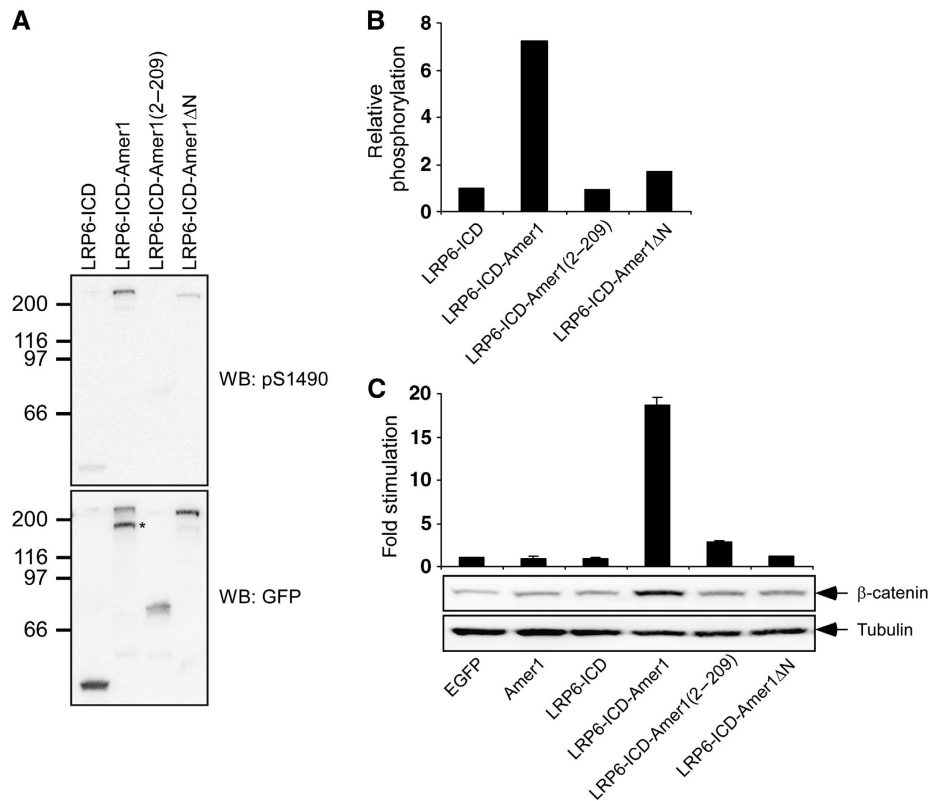 A
LRP6-ICD
LRP6-ICD-Amer1
LRP6-ICD-Amer1(2–209)
LRP6-ICD-Amer1ΔN
200
116
97
66
WB: pS1490
200
116
97
66
*
WB: GFP
B
Relative
phosphorylation
8
6
4
2
0
LRP6-ICD
LRP6-ICD-Amer1
LRP6-ICD-Amer1(2–209)
LRP6-ICD-Amer1ΔN
C
Fold stimulation
20
15
10
5
0
β-catenin
Tubulin
EGFP
Amer1
LRP6-ICD
LRP6-ICD-Amer1
LRP6-ICD-Amer1(2–209)
LRP6-ICD-Amer1ΔN